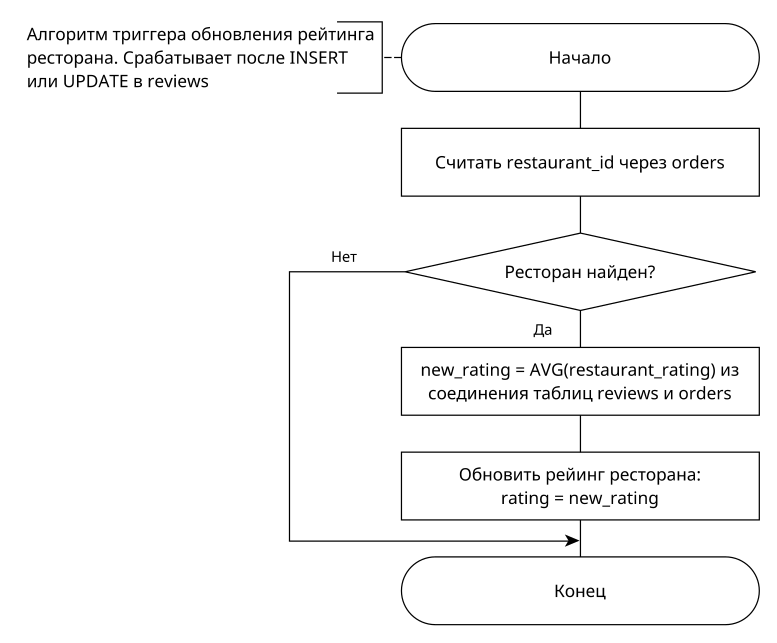 Алгоритм триггера обновления рейтинга
ресторана. Срабатывает после INSERT
или UPDATE в reviews
Начало
Считать restaurant_id через orders
Ресторан найден?
Нет
Да
new_rating = AVG(restaurant_rating) из
соединения таблиц reviews и orders
Обновить рейинг ресторана:
rating = new_rating
Конец